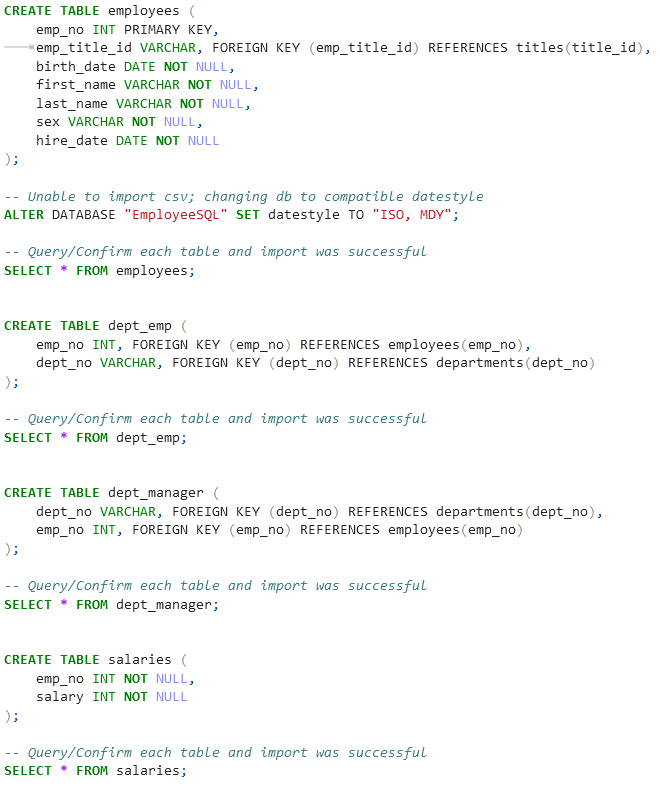 CREATE TABLE employees (
    emp_no INT PRIMARY KEY,
    emp_title_id VARCHAR, FOREIGN KEY (emp_title_id) REFERENCES titles(title_id),
    birth_date DATE NOT NULL,
    first_name VARCHAR NOT NULL,
    last_name VARCHAR NOT NULL,
    sex VARCHAR NOT NULL,
    hire_date DATE NOT NULL
);
-- Unable to import csv; changing db to compatible datestyle
ALTER DATABASE "EmployeeSQL" SET datestyle TO "ISO, MDY";
-- Query/Confirm each table and import was successful
SELECT * FROM employees;
CREATE TABLE dept_emp (
    emp_no INT, FOREIGN KEY (emp_no) REFERENCES employees(emp_no),
    dept_no VARCHAR, FOREIGN KEY (dept_no) REFERENCES departments(dept_no)
);
-- Query/Confirm each table and import was successful
SELECT * FROM dept_emp;
CREATE TABLE dept_manager (
    dept_no VARCHAR, FOREIGN KEY (dept_no) REFERENCES departments(dept_no),
    emp_no INT, FOREIGN KEY (emp_no) REFERENCES employees(emp_no)
);
-- Query/Confirm each table and import was successful
SELECT * FROM dept_manager;
CREATE TABLE salaries (
    emp_no INT NOT NULL,
    salary INT NOT NULL
);
-- Query/Confirm each table and import was successful
SELECT * FROM salaries;